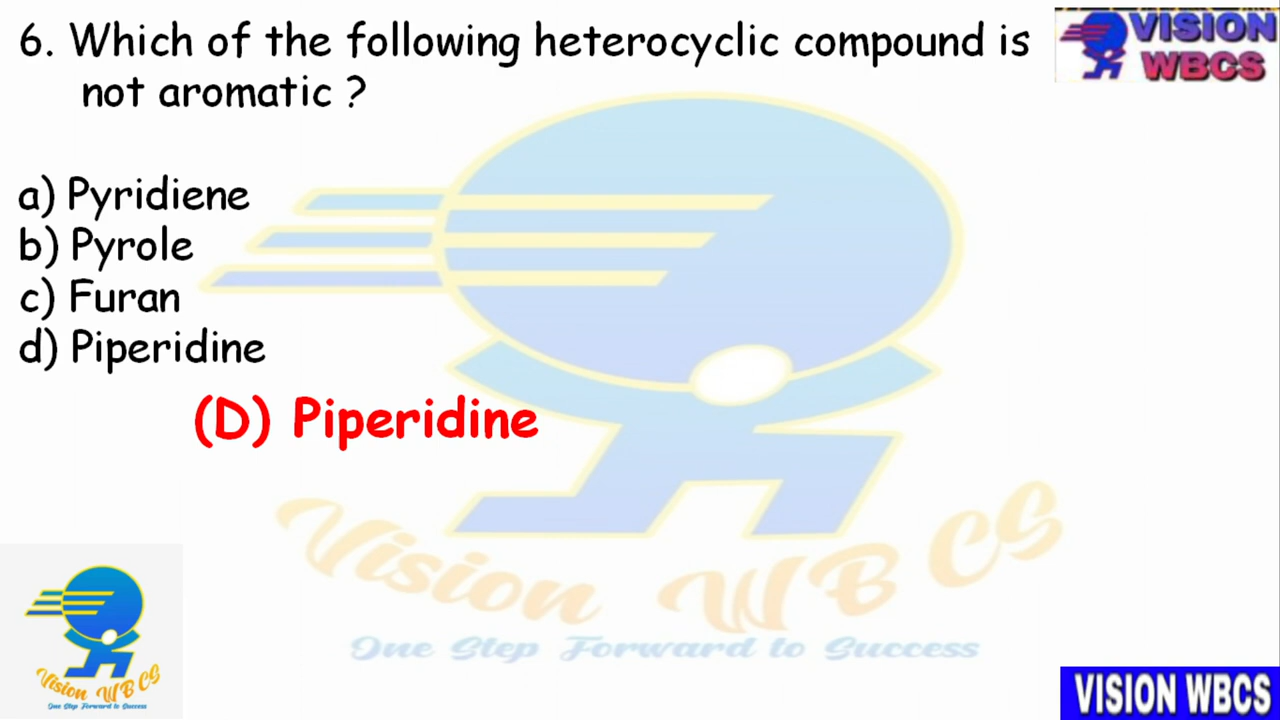 6. Which of the following heterocyclic compound is
not aromatic ?
VISION
WBCS
a) Pyridiene
b) Pyrole
c) Furan
d) Piperidine
(D) Piperidine
Vision WBCS
One Step Forward to Success
Vision WBCS
One Step Forward to Success
VISION WBCS